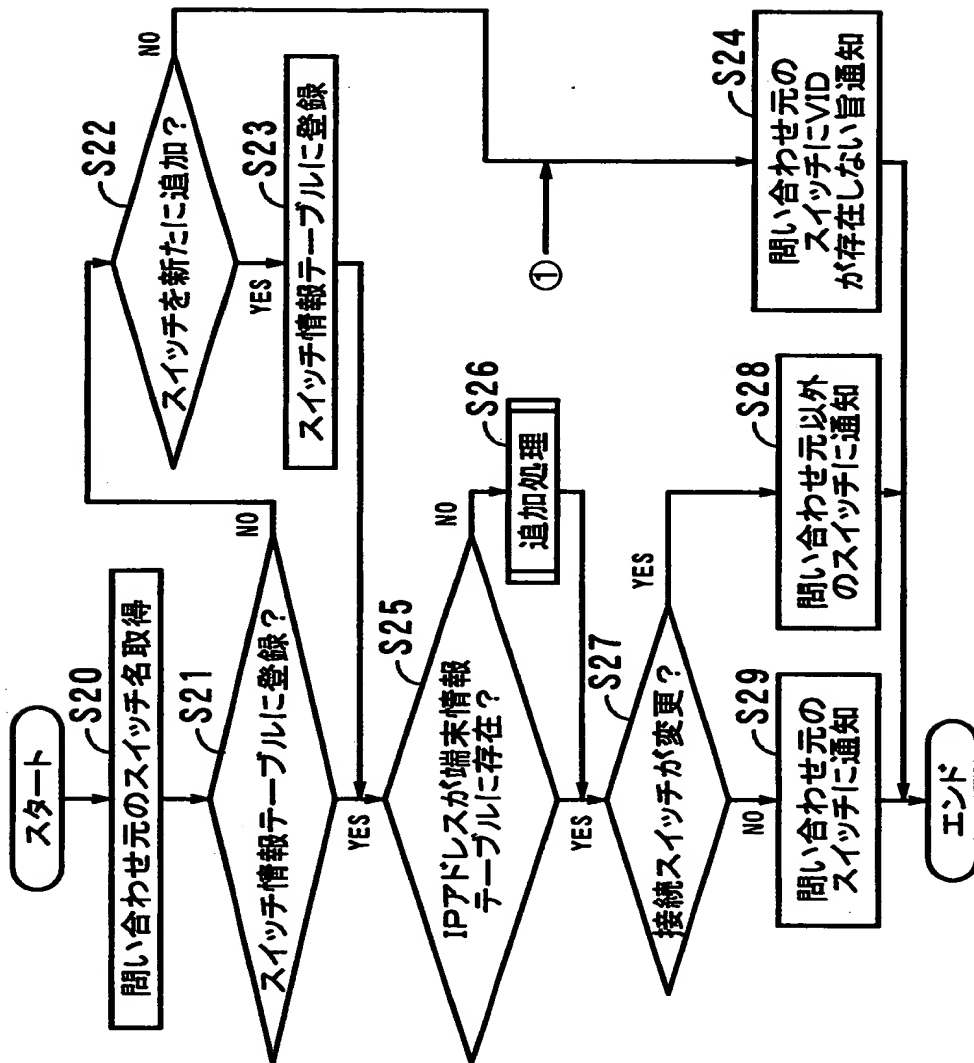 スタート
S20
問い合わせ元のスイッチ名取得
S21
スイッチ情報テーブルに登録?
NO
YES
S22
スイッチを新たに追加?
NO
YES
S23
スイッチ情報テーブルに登録
①
S24
問い合わせ元の
スイッチにVID
が存在しない旨通知
S25
IPアドレスが端末情報
テーブルに存在?
NO
YES
S26
追加処理
S27
接続スイッチが変更?
YES
NO
S28
問い合わせ元以外
のスイッチに通知
S29
問い合わせ元の
スイッチに通知
エンド